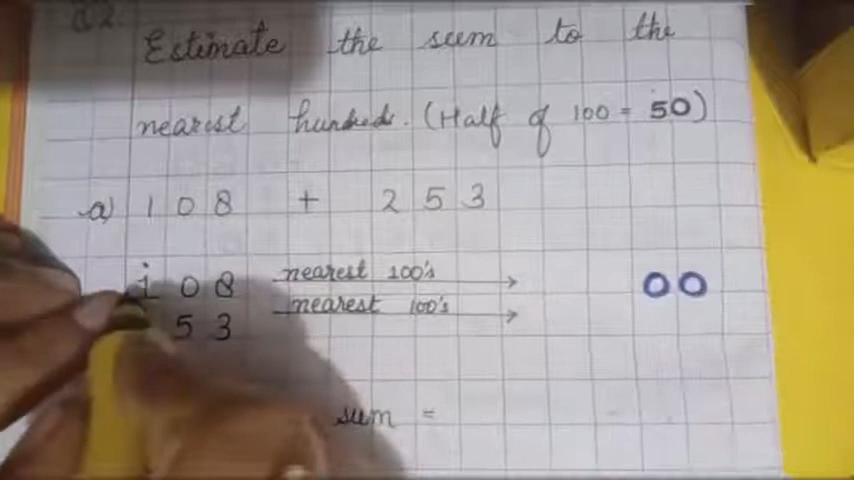 Q2.
Estimate the sum to the
nearest hundred. (Half of 100 = 50)
a) 108 + 253
108 nearest 100's 00
53 nearest 100's
sum =